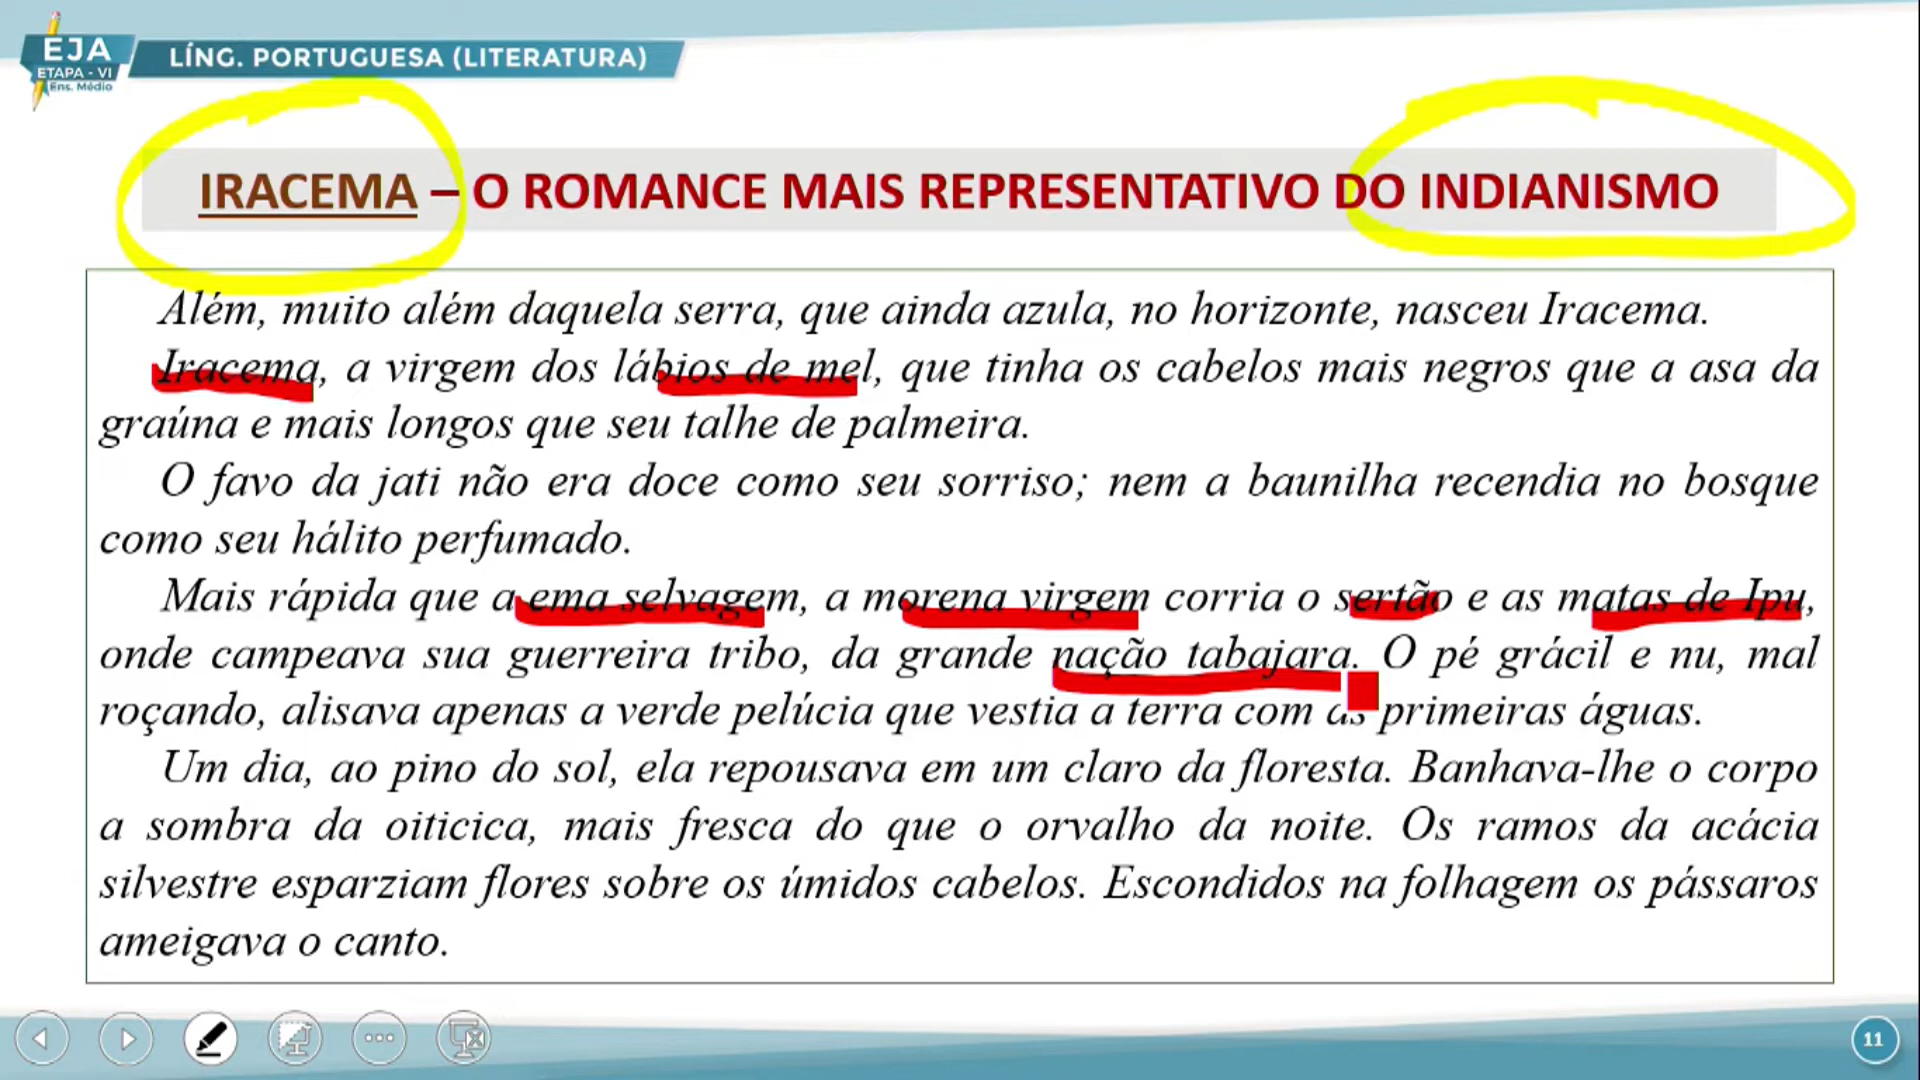 EJA
ETAPA - VI
Ens. Médio
LÍNG. PORTUGUESA (LITERATURA)
IRACEMA – O ROMANCE MAIS REPRESENTATIVO DO INDIANISMO
Além, muito além daquela serra, que ainda azula, no horizonte, nasceu Iracema.
Iracema, a virgem dos lábios de mel, que tinha os cabelos mais negros que a asa da
graúna e mais longos que seu talhe de palmeira.
O favo da jati não era doce como seu sorriso; nem a baunilha recendia no bosque
como seu hálito perfumado.
Mais rápida que a ema selvagem, a morena virgem corria o sertão e as matas de Ipu,
onde campeava sua guerreira tribo, da grande nação tabajara. O pé grácil e nu, mal
roçando, alisava apenas a verde pelúcia que vestia a terra com as primeiras águas.
Um dia, ao pino do sol, ela repousava em um claro da floresta. Banhava-lhe o corpo
a sombra da oiticica, mais fresca do que o orvalho da noite. Os ramos da acácia
silvestre esparziam flores sobre os úmidos cabelos. Escondidos na folhagem os pássaros
ameigava o canto.
11